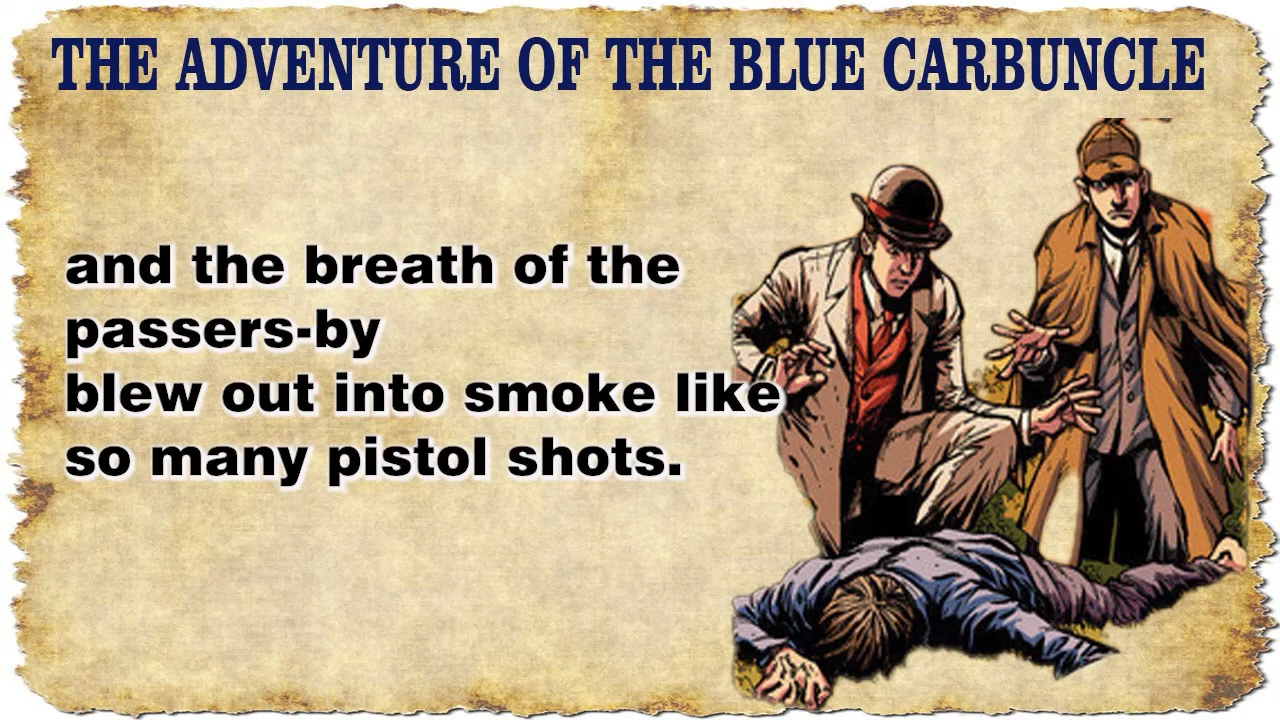 THE ADVENTURE OF THE BLUE CARBUNCLE
and the breath of the
passers-by
blew out into smoke like
so many pistol shots.